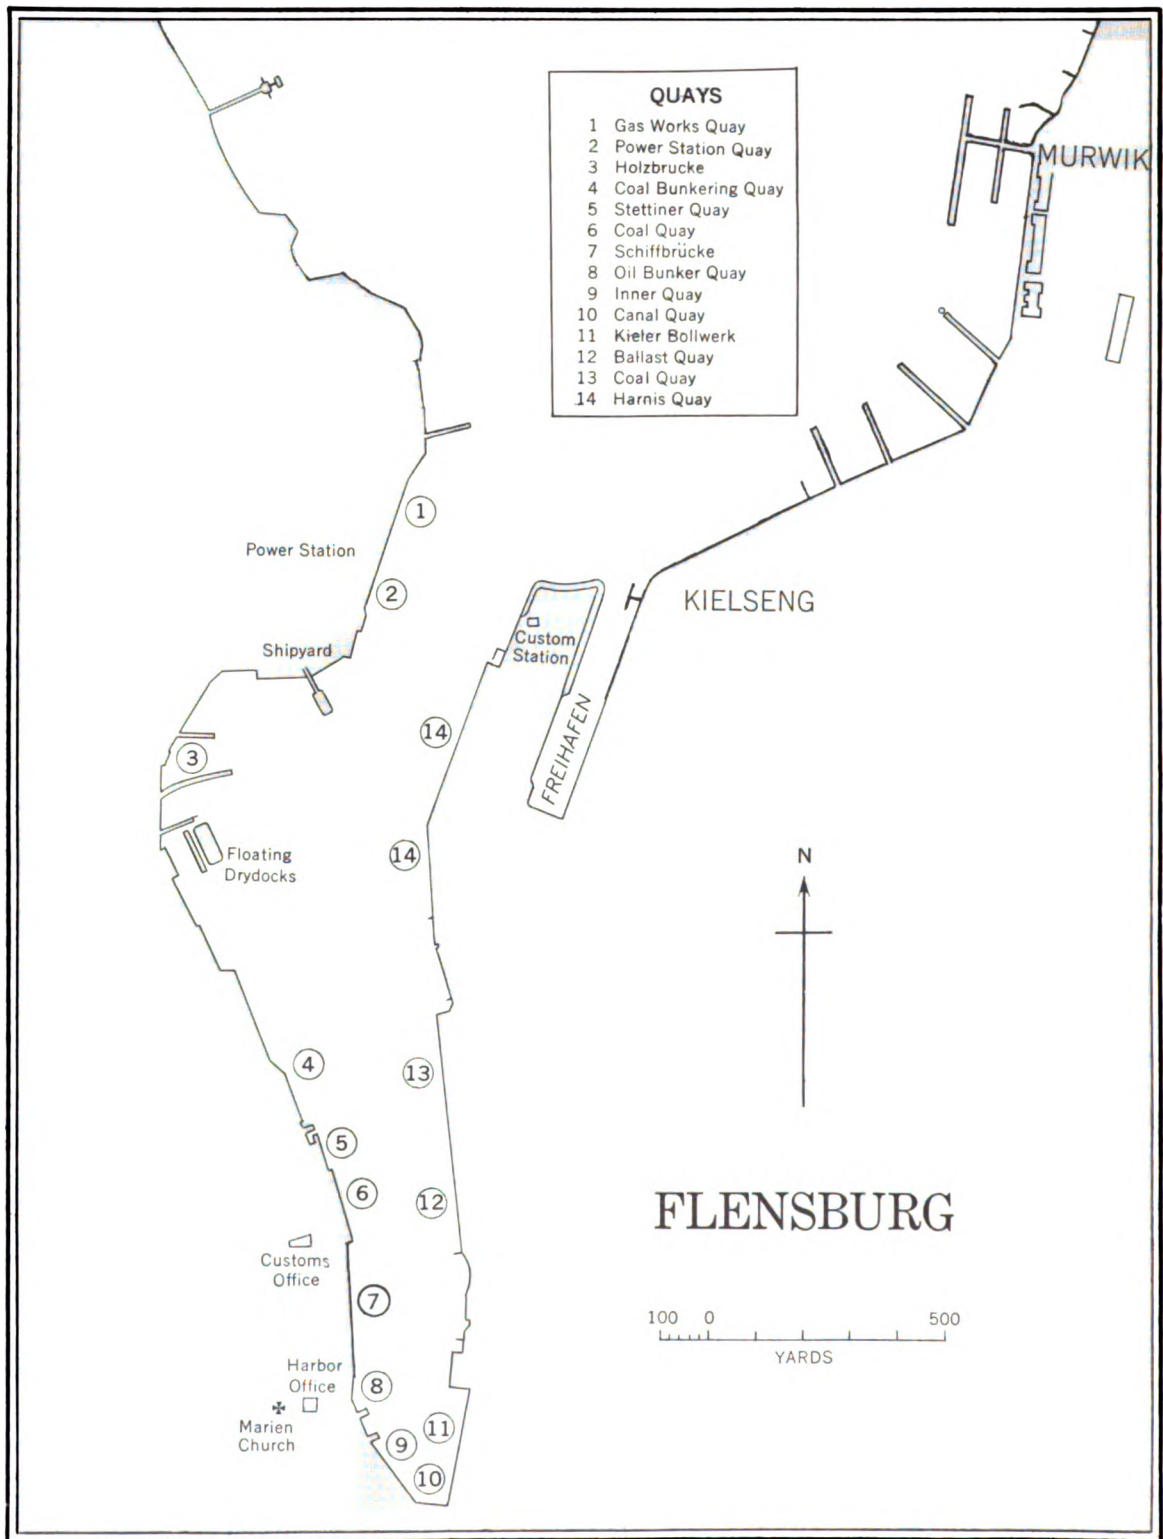 QUAYS
1 Gas Works Quay
2 Power Station Quay
3 Holzbrucke
4 Coal Bunkering Quay
5 Stettiner Quay
6 Coal Quay
7 Schiffbrücke
8 Oil Bunker Quay
9 Inner Quay
10 Canal Quay
11 Kieler Bollwerk
12 Ballast Quay
13 Coal Quay
14 Harnis Quay
MURWIK
1
Power Station
2
KIELSENG
Custom
Station
Shipyard
14
FREIHAFEN
3
14
Floating
Drydocks
N
4
13
5
6
12
FLENSBURG
Customs
Office
7
100 0 500
YARDS
Harbor
Office
8
Marien
Church
11
9
10